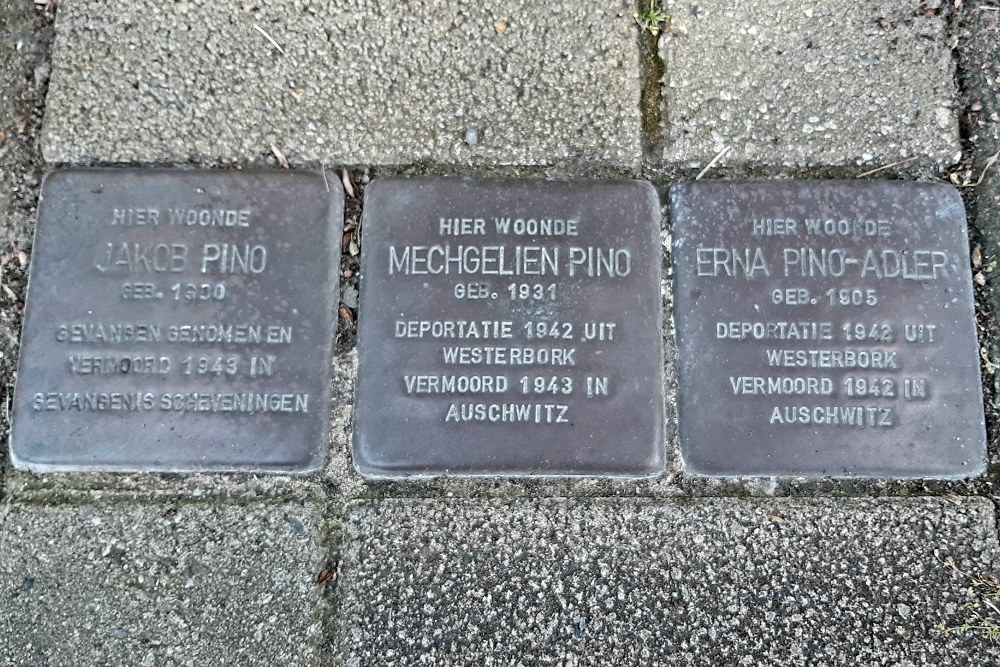 HIER WOONDE
JAKOB PINO
GEB. 1900
GEVANGEN GENOMEN EN
VERMOORD 1943 IN
GEVANGENIS SCHEVENINGEN
HIER WOONDE
MECHGELIEN PINO
GEB. 1931
DEPORTATIE 1942 UIT
WESTERBORK
VERMOORD 1943 IN
AUSCHWITZ
HIER WOONDE
ERNA PINO-ADLER
GEB. 1905
DEPORTATIE 1942 UIT
WESTERBORK
VERMOORD 1942 IN
AUSCHWITZ